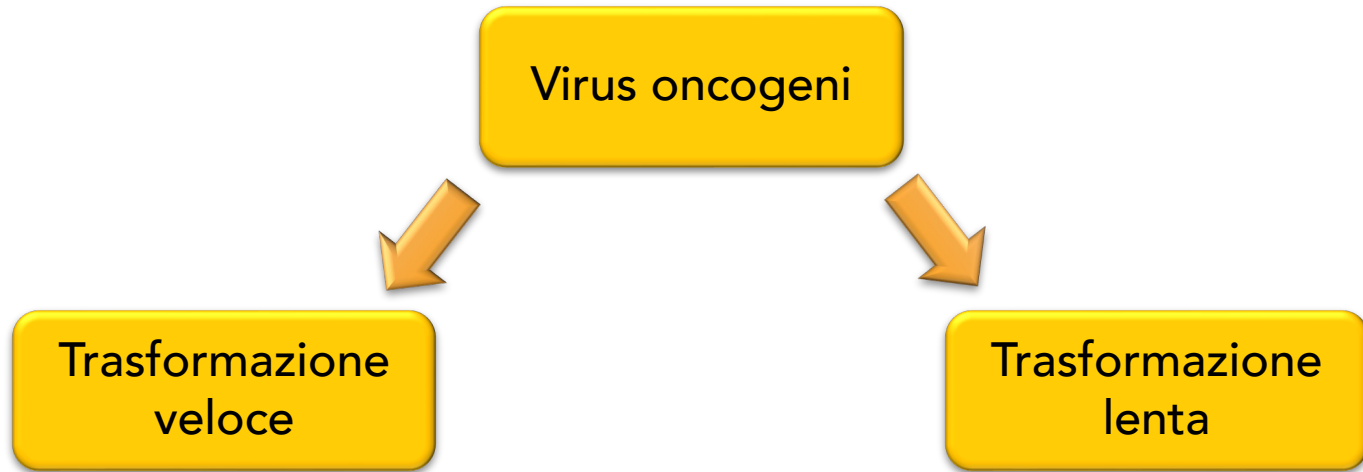 Virus oncogeni
Trasformazione
veloce
Trasformazione
lenta